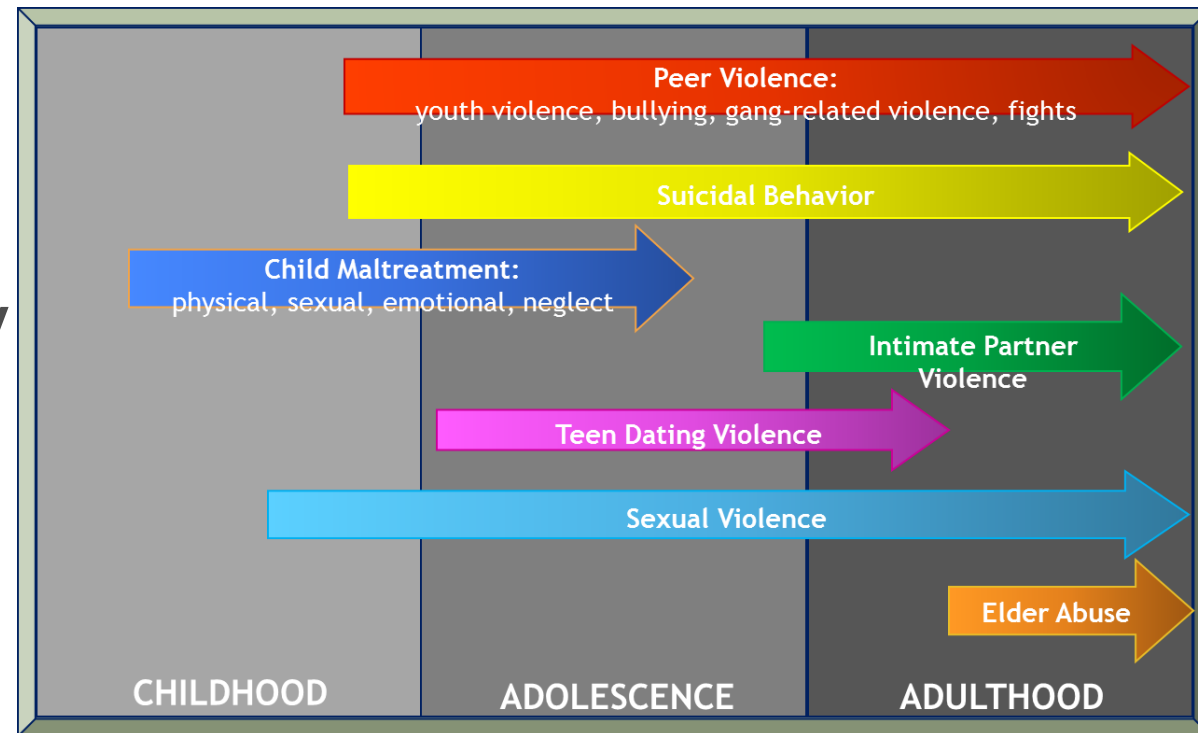 Peer Violence:
youth violence, bullying, gang-related violence, fights
Suicidal Behavior
Child Maltreatment:
physical, sexual, emotional, neglect
Intimate Partner
Violence
Teen Dating Violence
Sexual Violence
Elder Abuse
CHILDHOOD
ADOLESCENCE
ADULTHOOD